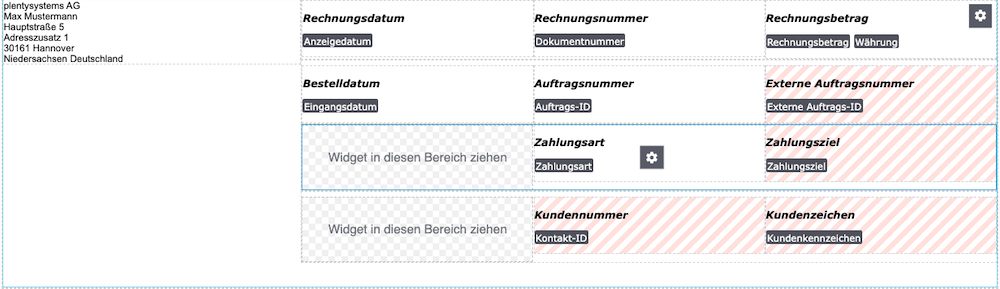 plentysystems AG
Max Mustermann
Hauptstraße 5
Adresszusatz 1
30161 Hannover
Niedersachsen Deutschland
Rechnungsdatum Rechnungsnummer Rechnungsbetrag
Anzeigedatum Dokumentnummer Rechnungsbetrag Währung
Bestelldatum Auftragsnummer Externe Auftragsnummer
Eingangsdatum Auftrags-ID Externe Auftrags-ID
Zahlungsart Zahlungsziel
Widget in diesen Bereich ziehen Zahlungsart Zahlungsziel
Kundennummer Kundenzeichen
Widget in diesen Bereich ziehen Kontakt-ID Kundenkennzeichen